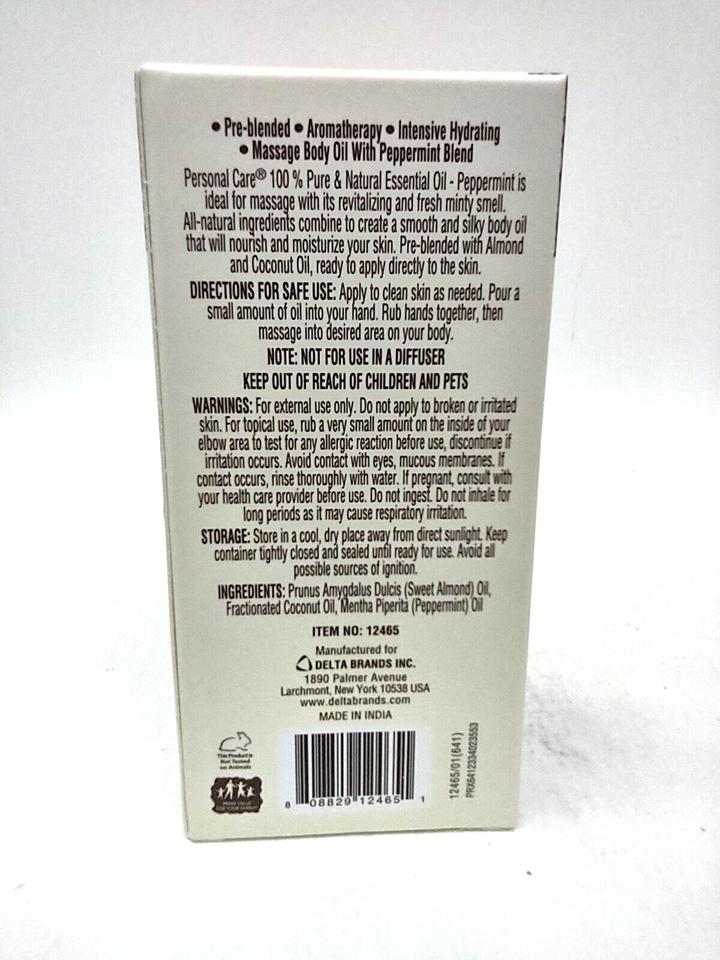 • Pre-blended • Aromatherapy • Intensive Hydrating
• Massage Body Oil With Peppermint Blend
Personal Care® 100 % Pure & Natural Essential Oil - Peppermint is
ideal for massage with its revitalizing and fresh minty smell.
All-natural ingredients combine to create a smooth and silky body oil
that will nourish and moisturize your skin. Pre-blended with Almond
and Coconut Oil, ready to apply directly to the skin.
DIRECTIONS FOR SAFE USE: Apply to clean skin as needed. Pour a
small amount of oil into your hand. Rub hands together, then
massage into desired area on your body.
NOTE: NOT FOR USE IN A DIFFUSER
KEEP OUT OF REACH OF CHILDREN AND PETS
WARNINGS: For external use only. Do not apply to broken or irritated
skin. For topical use, rub a very small amount on the inside of your
elbow area to test for any allergic reaction before use, discontinue if
irritation occurs. Avoid contact with eyes, mucous membranes. If
contact occurs, rinse thoroughly with water. If pregnant, consult with
your health care provider before use. Do not ingest. Do not inhale for
long periods as it may cause respiratory irritation.
STORAGE: Store in a cool, dry place away from direct sunlight. Keep
container tightly closed and sealed until ready for use. Avoid all
possible sources of ignition.
INGREDIENTS: Prunus Amygdalus Dulcis (Sweet Almond) Oil,
Fractionated Coconut Oil, Mentha Piperita (Peppermint) Oil
ITEM NO: 12465
Manufactured for
DELTA BRANDS INC.
1890 Palmer Avenue
Larchmont, New York 10538 USA
www.deltabrands.com
MADE IN INDIA
This Product is
Not Tested
on Animals
PRIME VALUE
FOR YOUR FAMILY
8 08829 12465 1
12465/01(641)
PRX6412334023553